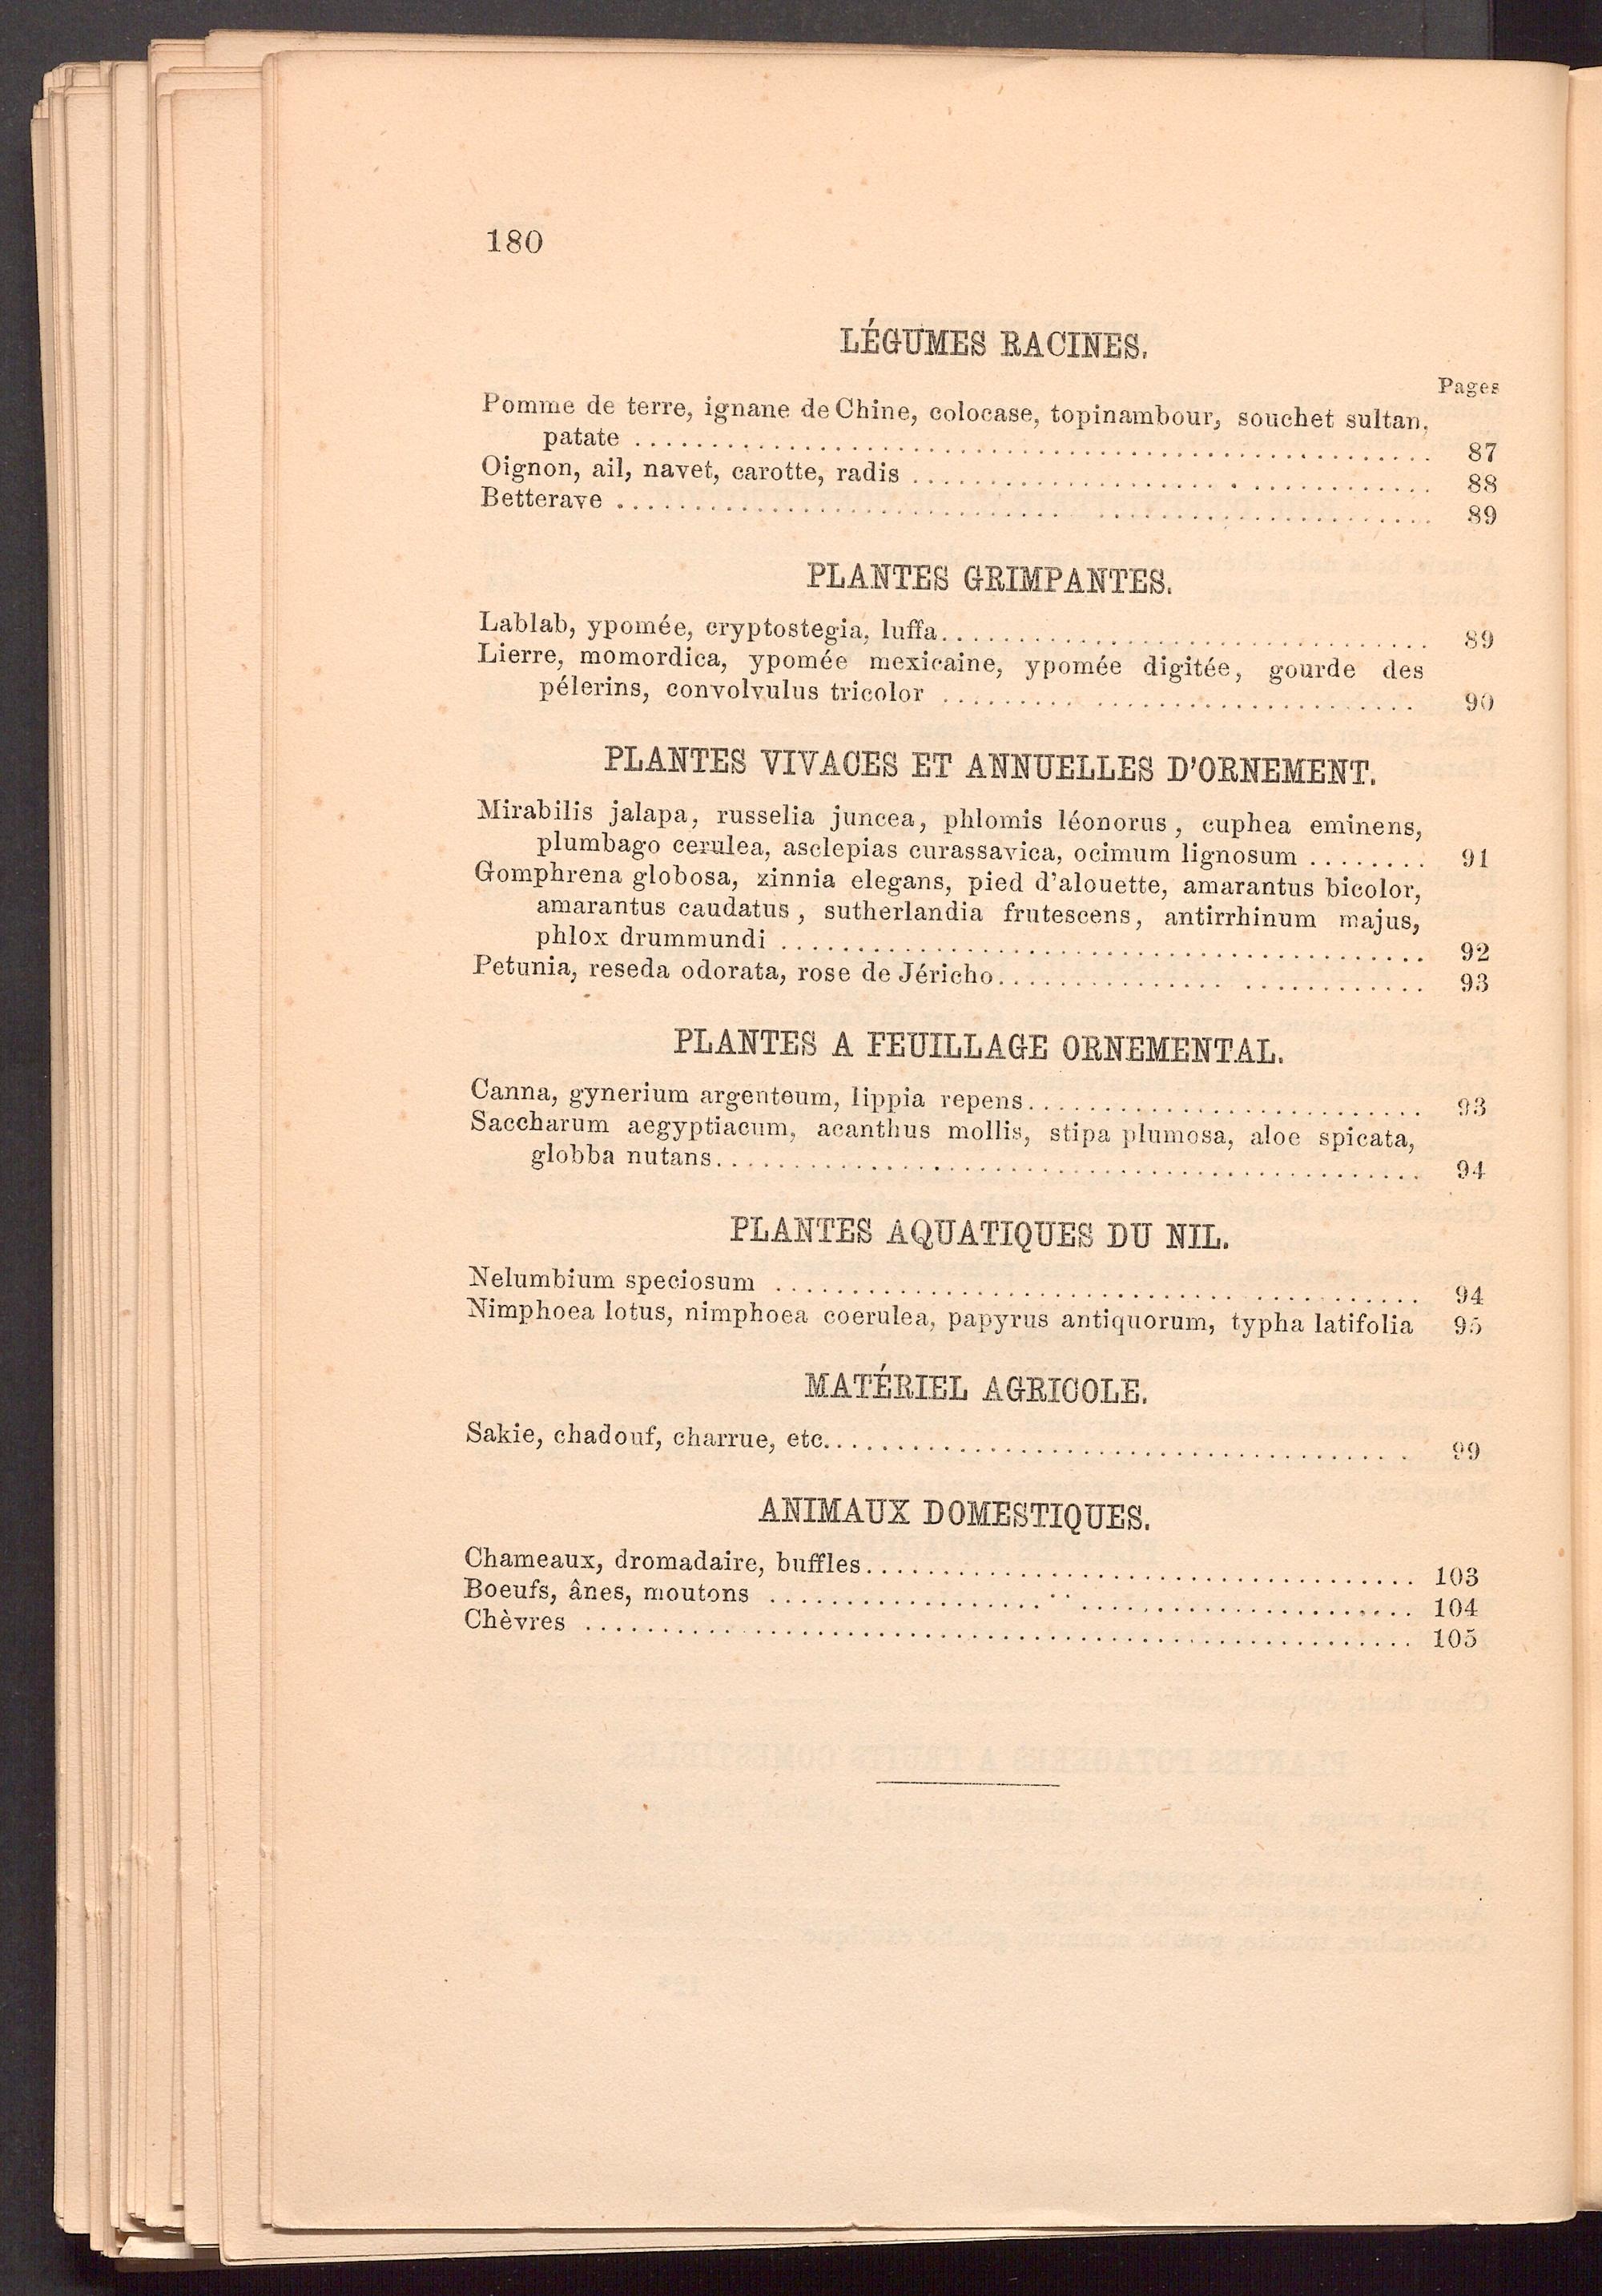 180
LÉGUMES RACINES.
Pages
Pomme de terre, ignane de Chine, colocase, topinambour, souchet sultan,
patate ........ 87
Oignon, ail, navet, carotte, radis ........ 88
Betterave ........ 89
PLANTES GRIMPANTES.
Lablab, ypomée, cryptostegia, luffa ........ 89
Lierre, momordica, ypomée mexicaine, ypomée digitée, gourde des
pélerins, convolvulus tricolor ........ 90
PLANTES VIVACES ET ANNUELLES D'ORNEMENT.
Mirabilis jalapa, russelia juncea, phlomis léonorus, cuphea eminens,
plumbago cerulea, asclepias curassavica, ocimum lignosum ........ 91
Gomphrena globosa, zinnia elegans, pied d'alouette, amarantus bicolor,
amarantus caudatus, sutherlandia frutescens, antirrhinum majus,
phlox drummundi ........ 92
Petunia, reseda odorata, rose de Jéricho ........ 93
PLANTES A FEUILLAGE ORNEMENTAL.
Canna, gynerium argenteum, lippia repens ........ 93
Saccharum aegyptiacum, acanthus mollis, stipa plumosa, aloe spicata,
globba nutans ........ 94
PLANTES AQUATIQUES DU NIL.
Nelumbium speciosum ........ 94
Nimphoea lotus, nimphoea coerulea, papyrus antiquorum, typha latifolia 95
MATÉRIEL AGRICOLE.
Sakie, chadouf, charrue, etc. ........ 99
ANIMAUX DOMESTIQUES.
Chameaux, dromadaire, buffles ........ 103
Boeufs, ânes, moutons ........ 104
Chèvres ........ 105